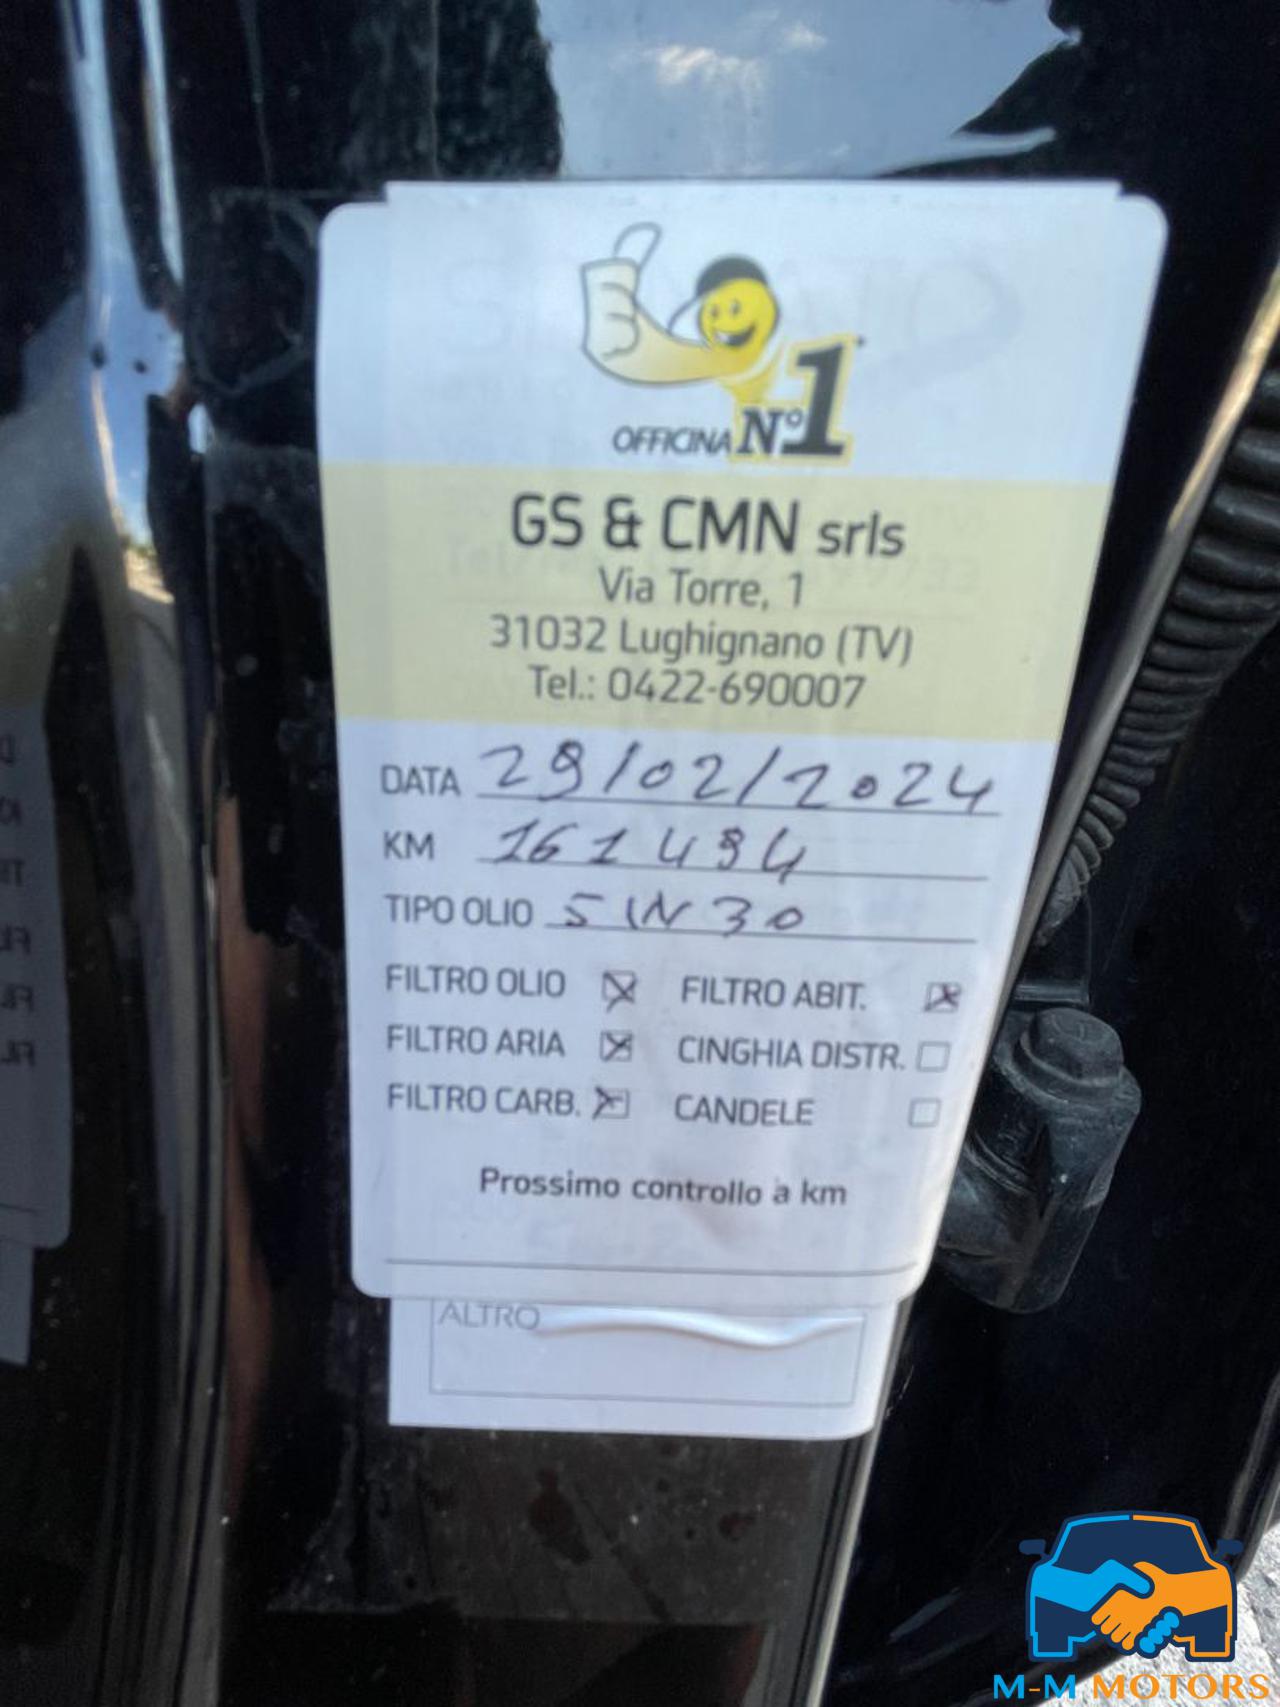 OFFICINA N°1
GS & CMN srls
Via Torre, 1
31032 Lughignano (TV)
Tel.: 0422-690007
DATA 29/02/2024
KM 161494
TIPO OLIO 5W30
FILTRO OLIO FILTRO ABIT.
FILTRO ARIA CINGHIA DISTR.
FILTRO CARB. CANDELE
Prossimo controllo a km
ALTRO
M-M MOTORS